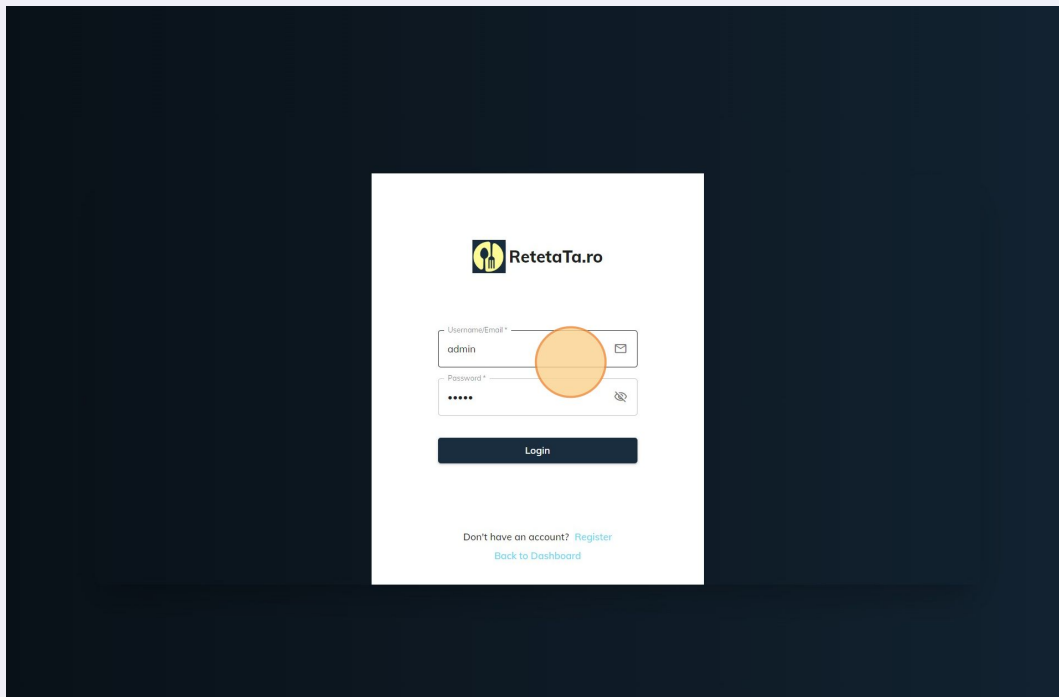 RetetaTa.ro
Username/Email *
admin
Password *
•••••
Login
Don't have an account? Register
Back to Dashboard